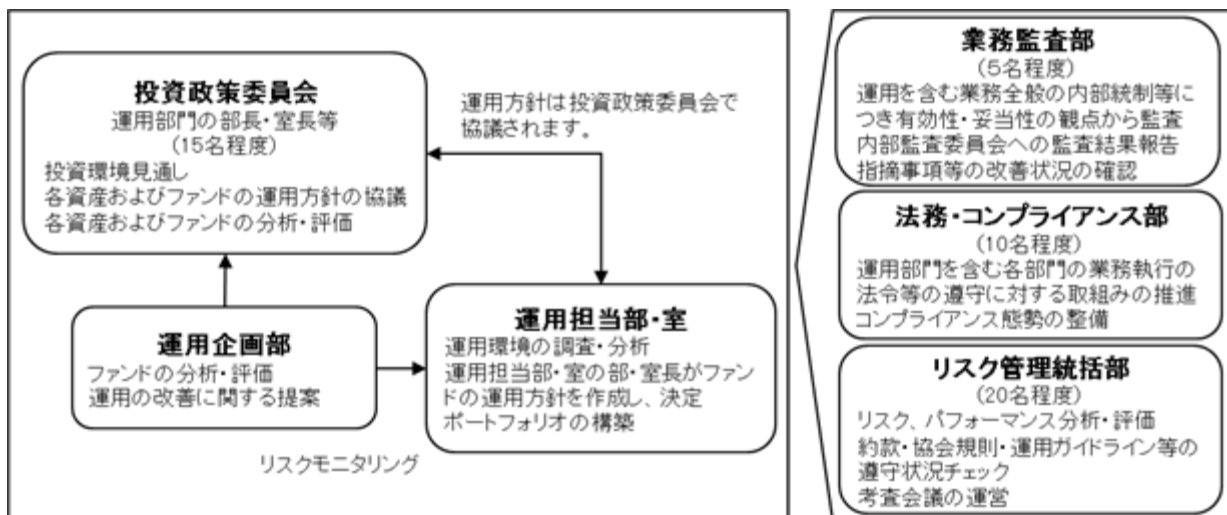 投資政策委員会
運用部門の部長・室長等
(15名程度)
投資環境見通し
各資産およびファンドの運用方針の協議
各資産およびファンドの分析・評価
運用方針は投資政策委員会で
協議されます。
運用企画部
ファンドの分析・評価
運用の改善に関する提案
運用担当部・室
運用環境の調査・分析
運用担当部・室の部・室長がファン
ドの運用方針を作成し、決定
ポートフォリオの構築
リスクモニタリング
業務監査部
(5名程度)
運用を含む業務全般の内部統制等に
つき有効性・妥当性の観点から監査
内部監査委員会への監査結果報告
指摘事項等の改善状況の確認
法務・コンプライアンス部
(10名程度)
運用部門を含む各部門の業務執行の
法令等の遵守に対する取組みの推進
コンプライアンス態勢の整備
リスク管理統括部
(20名程度)
リスク、パフォーマンス分析・評価
約款・協会規則・運用ガイドライン等の
遵守状況チェック
考査会議の運営